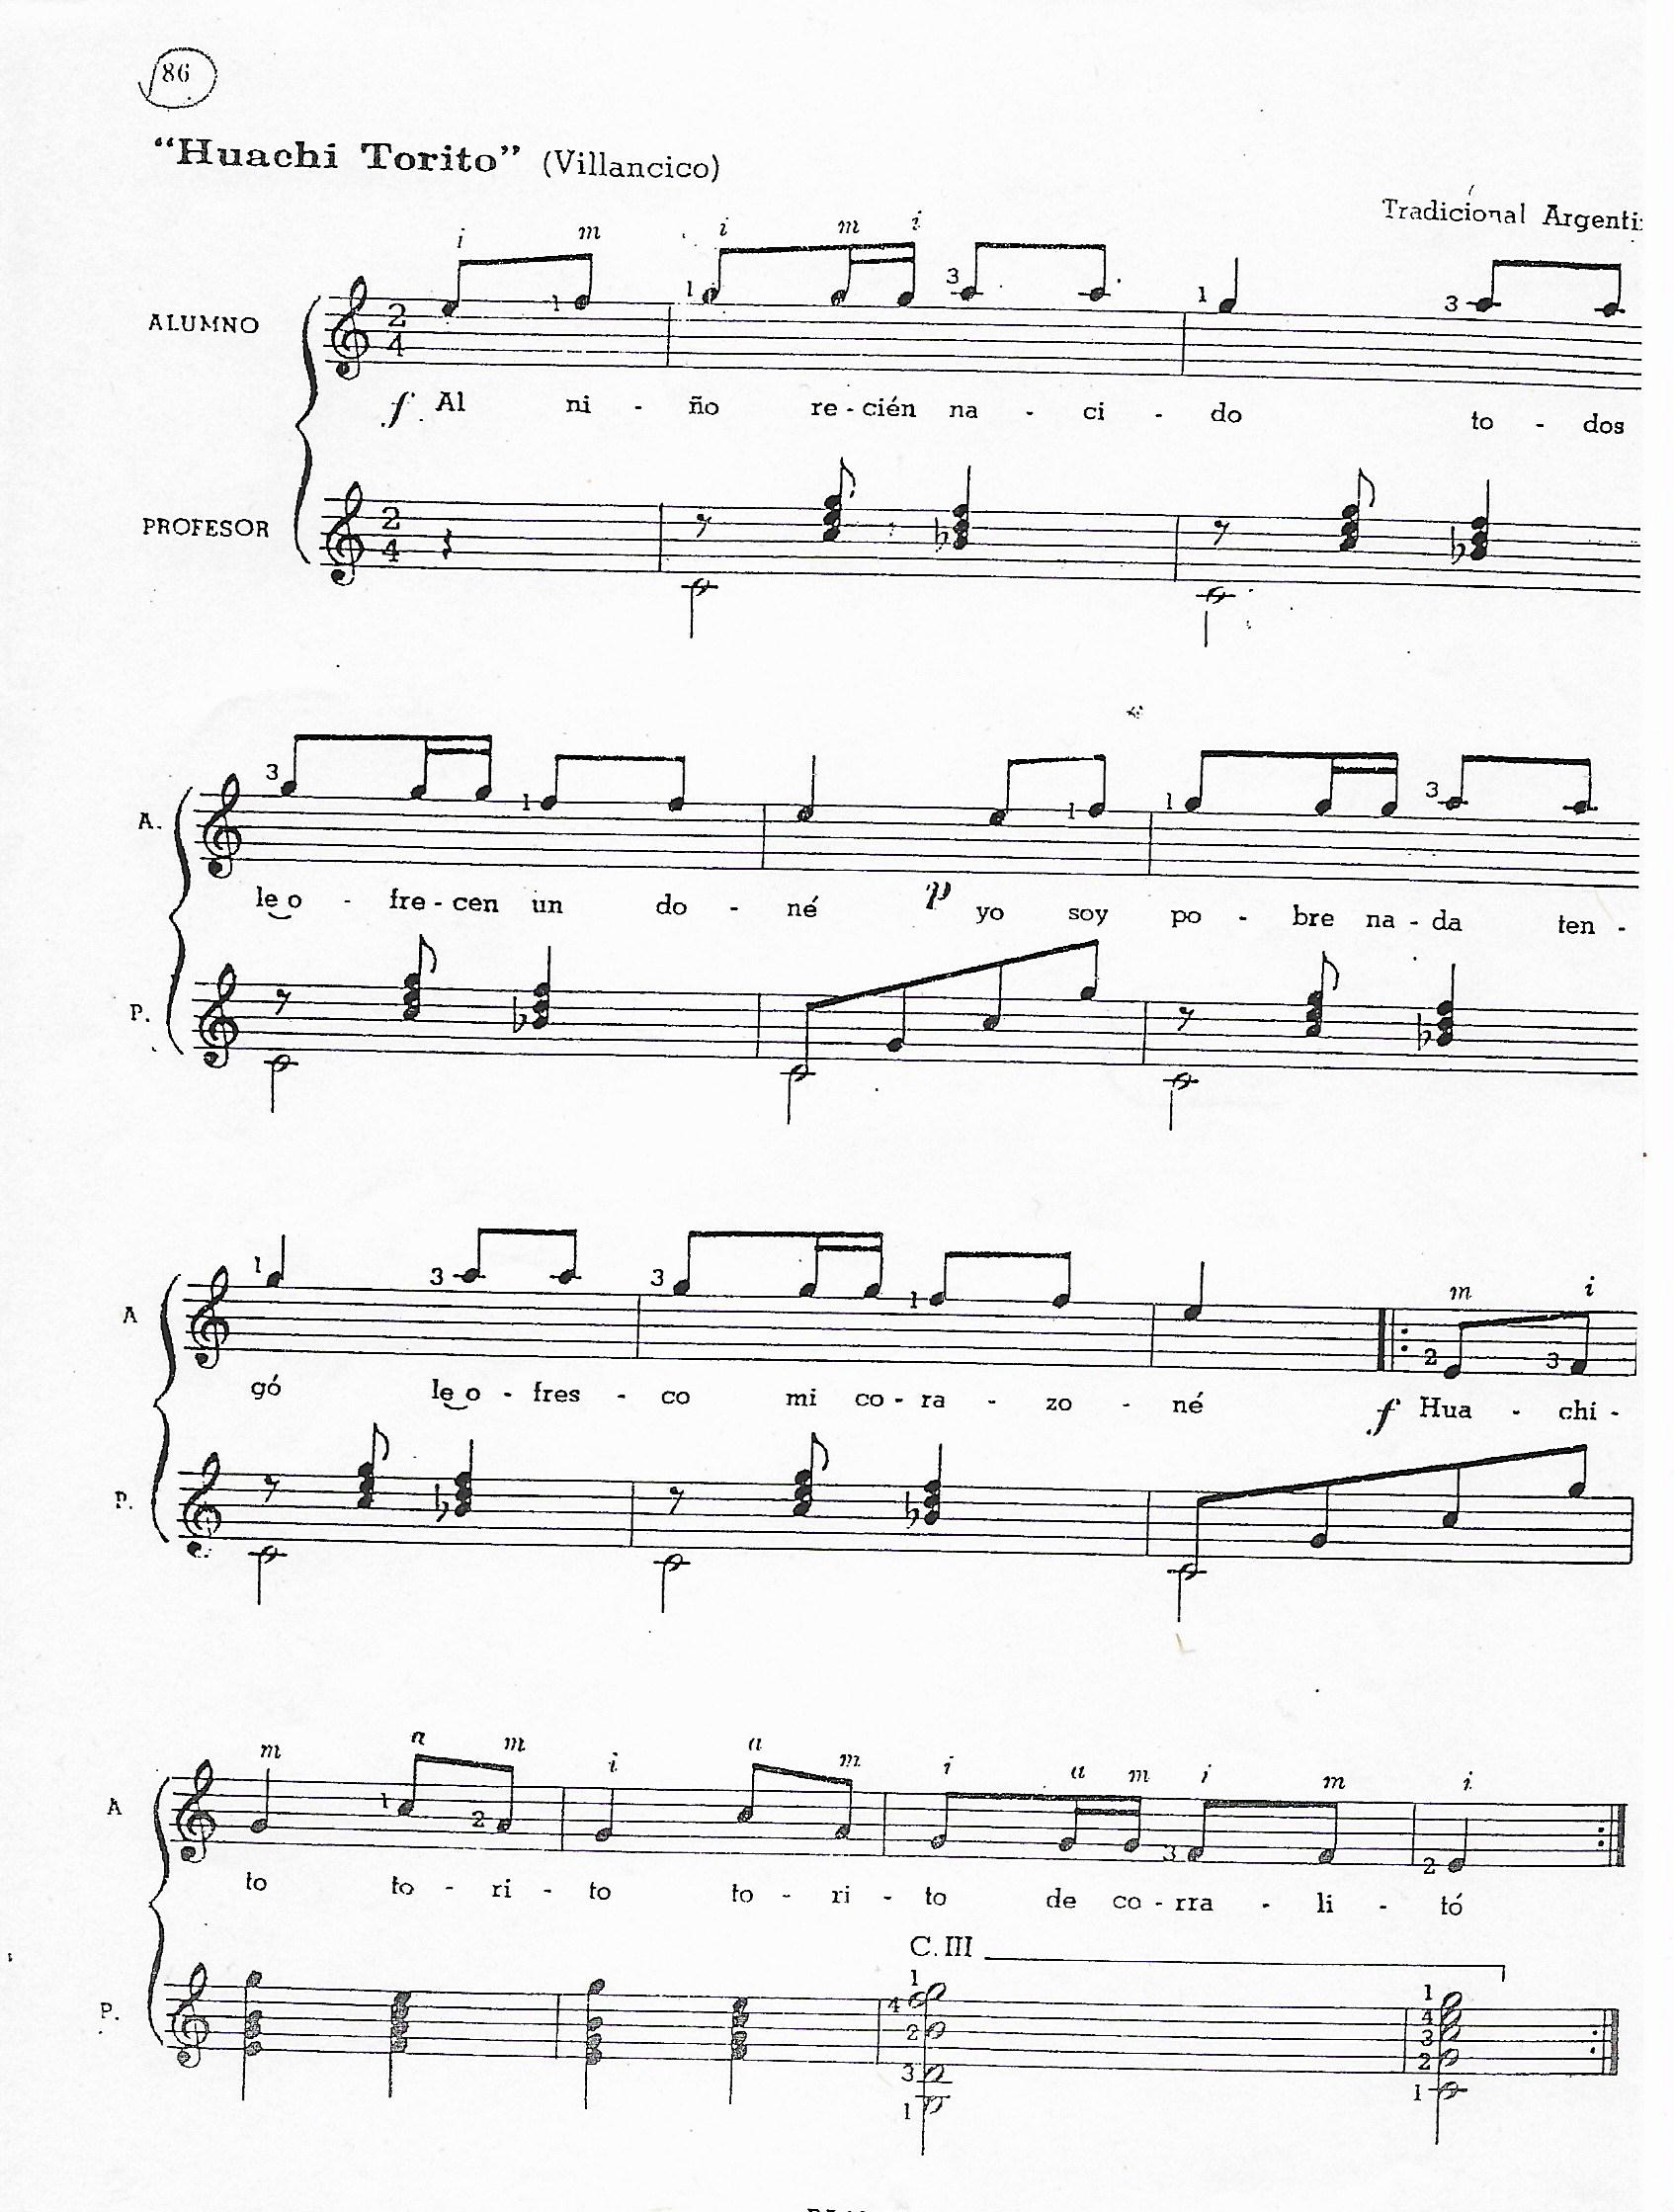 86
"Huachi Torito" (Villancico)
Tradicional Argenti
i m i m i
1 1 3 1 3
ALUMNO
2 4
f Al ni - ño re - cién na - ci - do to - dos
PROFESOR
2 4
3 1 1 1 3
A.
le o - fre - cen un do - né p yo soy po - bre na - da ten -
P.
m i
1 3 3 1 2 3
A
gó le o - fres - co mi co - ra - zo - né f Hua - chi -
P.
m a m i a m i a m i m i
1 2 3 2
A
to to - ri - to to - ri - to de co - rra - li - tó
C. III
P.
1 4 2 3 1
1 4 3 2 1